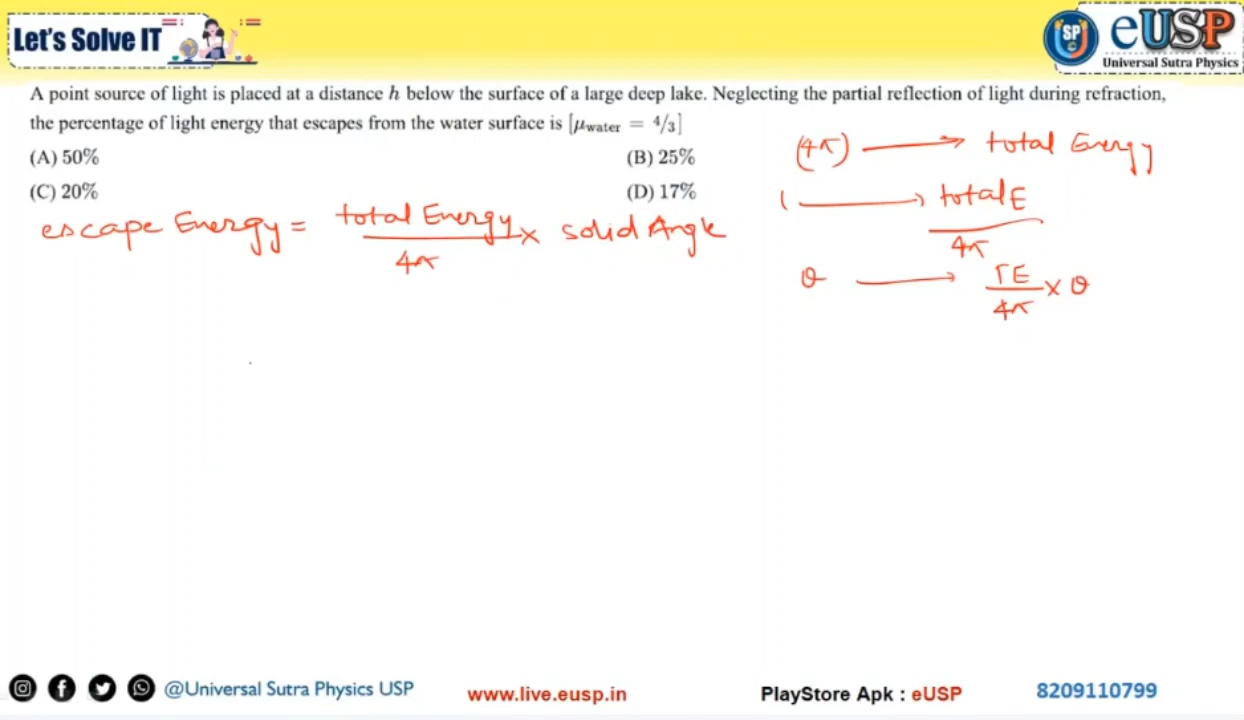 Let's Solve IT
SP
eUSP
Universal Sutra Physics
A point source of light is placed at a distance h below the surface of a large deep lake. Neglecting the partial reflection of light during refraction,
the percentage of light energy that escapes from the water surface is [μwater = 4/3]
(A) 50%
(B) 25%
(C) 20%
(D) 17%
(4π) → total Energy
1 → total E / 4π
θ → TE / 4π × θ
escape Energy = total Energy / 4π × solid Angle
@Universal Sutra Physics USP
www.live.eusp.in
PlayStore Apk : eUSP
8209110799